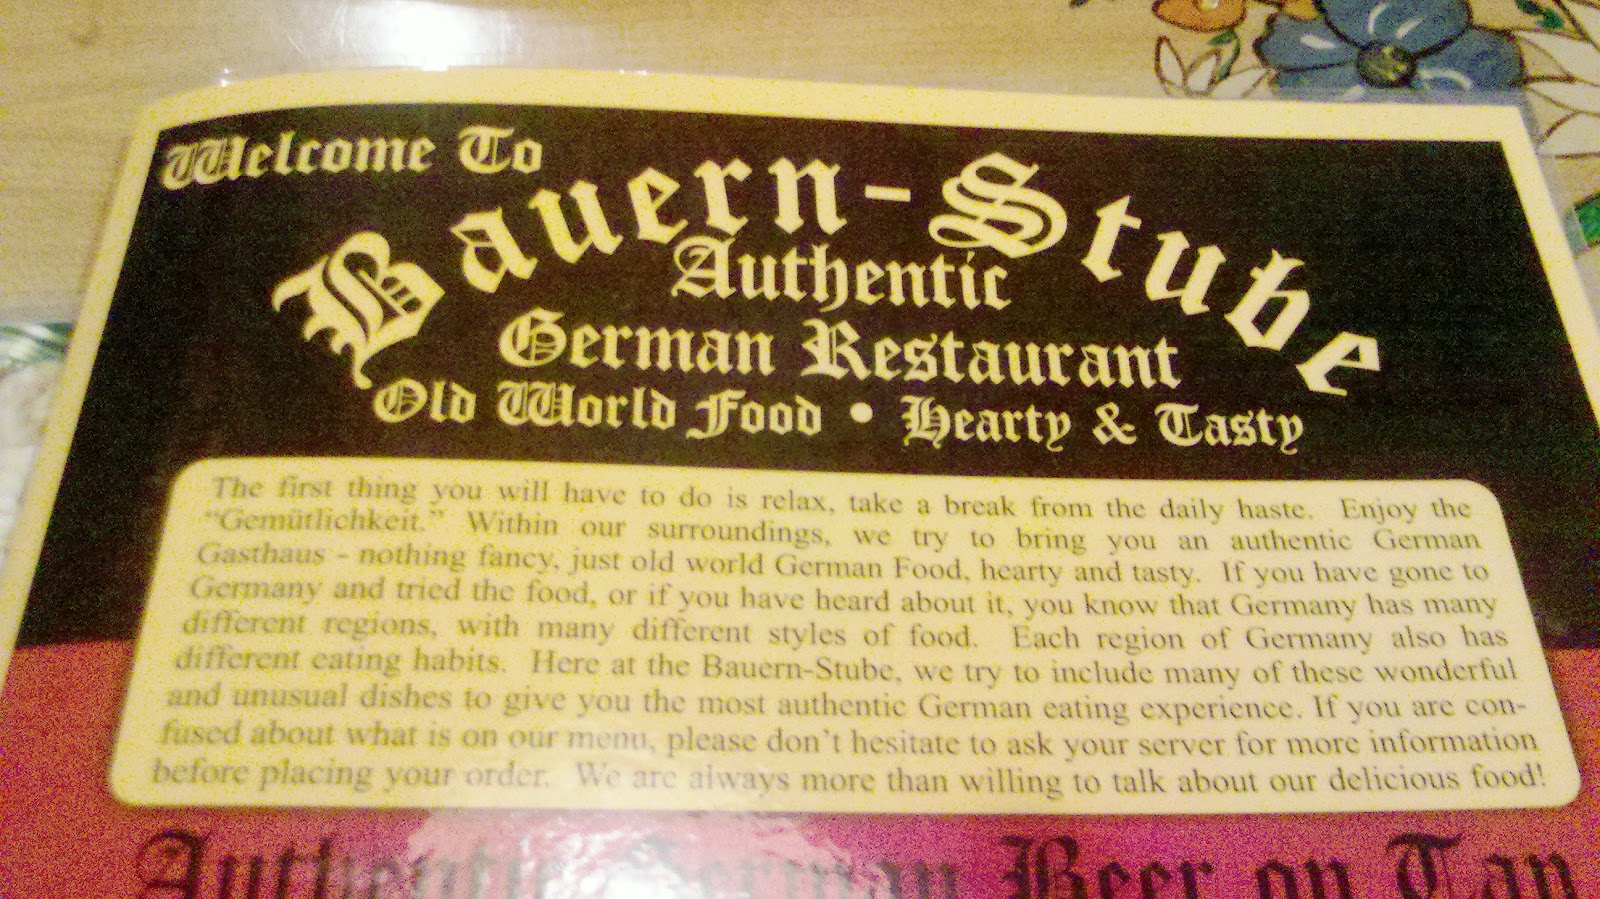 Welcome To
Bauern-Stube
Authentic
German Restaurant
Old World Food • Hearty & Tasty
The first thing you will have to do is relax, take a break from the daily haste. Enjoy the
"Gemütlichkeit." Within our surroundings, we try to bring you an authentic German
Gasthaus - nothing fancy, just old world German Food, hearty and tasty. If you have gone to
Germany and tried the food, or if you have heard about it, you know that Germany has many
different regions, with many different styles of food. Each region of Germany also has
different eating habits. Here at the Bauern-Stube, we try to include many of these wonderful
and unusual dishes to give you the most authentic German eating experience. If you are con-
fused about what is on our menu, please don't hesitate to ask your server for more information
before placing your order. We are always more than willing to talk about our delicious food!
Authentic German Beer on Tap